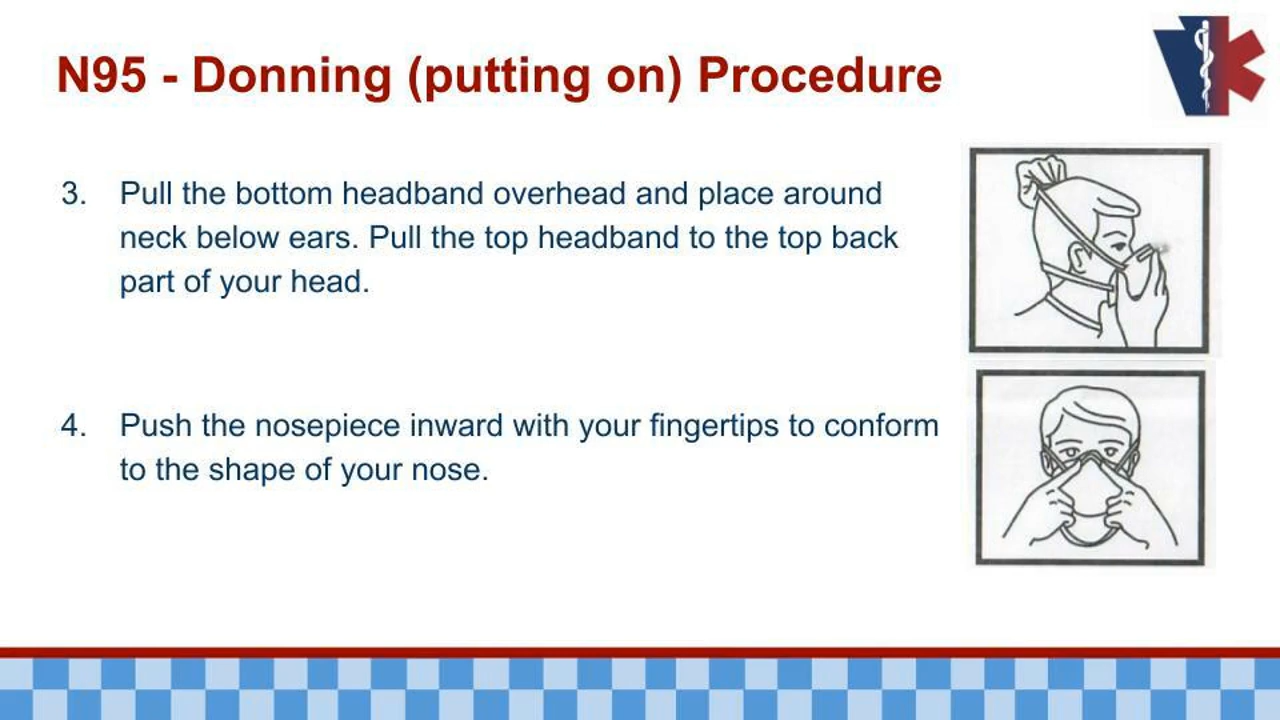 N95 - Donning (putting on) Procedure
3. Pull the bottom headband overhead and place around
neck below ears. Pull the top headband to the top back
part of your head.
4. Push the nosepiece inward with your fingertips to conform
to the shape of your nose.